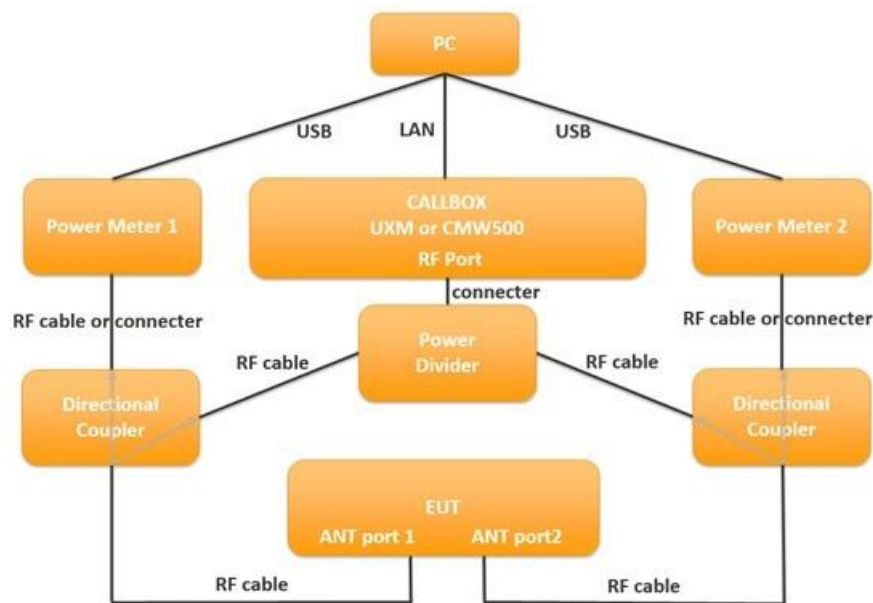 PC
USB
LAN
USB
Power Meter 1
CALLBOX
UXM or CMW500
RF Port
Power Meter 2
connecter
RF cable or connecter
RF cable or connecter
Power
Divider
RF cable
RF cable
Directional
Coupler
Directional
Coupler
EUT
ANT port 1
ANT port2
RF cable
RF cable